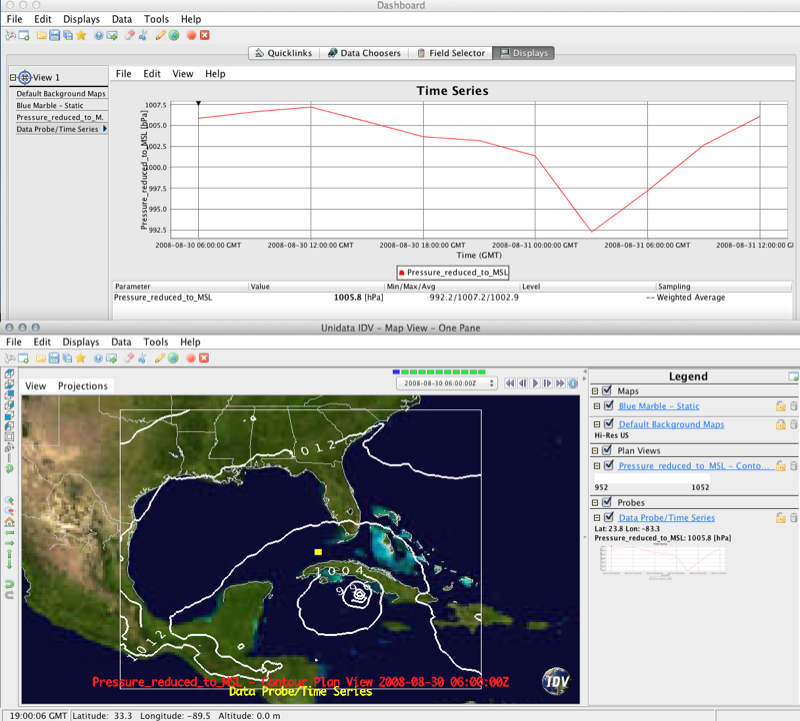 Dashboard
File Edit Displays Data Tools Help
Quicklinks Data Choosers Field Selector Displays
View 1
Default Background Maps
Blue Marble - Static
Pressure_reduced_to_M.
Data Probe/Time Series
File Edit View Help
Time Series
Pressure_reduced_to_MSL [hPa]
1007.5
1005.0
1002.5
1000.0
997.5
995.0
992.5
2008-08-30 06:00:00 GMT 2008-08-30 12:00:00 GMT 2008-08-30 18:00:00 GMT 2008-08-31 00:00:00 GMT 2008-08-31 06:00:00 GMT 2008-08-31 12:00:00 G
Time (GMT)
Pressure_reduced_to_MSL
Parameter Value Min/Max/Avg Level Sampling
Pressure_reduced_to_MSL 1005.8 [hPa] 992.2/1007.2/1002.9 -- Weighted Average
Unidata IDV - Map View - One Pane
File Edit Displays Data Tools Help
View Projections
2008-08-30 06:00:00Z
1012
1004
1012
Pressure_reduced_to_MSL - Contour Plan View 2008-08-30 06:00:00Z
Data Probe/Time Series
IDV
Legend
Maps
Blue Marble - Static
Default Background Maps
Hi-Res US
Plan Views
Pressure_reduced_to_MSL - Conto...
952 1052
Probes
Data Probe/Time Series
Lat: 23.8 Lon: -83.3
Pressure_reduced_to_MSL: 1005.8 [hPa]
19:00:06 GMT Latitude: 33.3 Longitude: -89.5 Altitude: 0.0 m